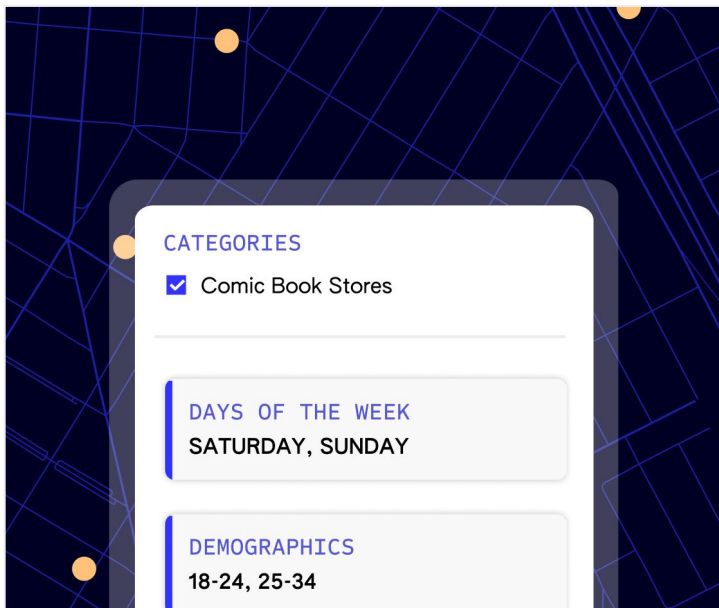 CATEGORIES
Comic Book Stores
DAYS OF THE WEEK
SATURDAY, SUNDAY
DEMOGRAPHICS
18-24, 25-34